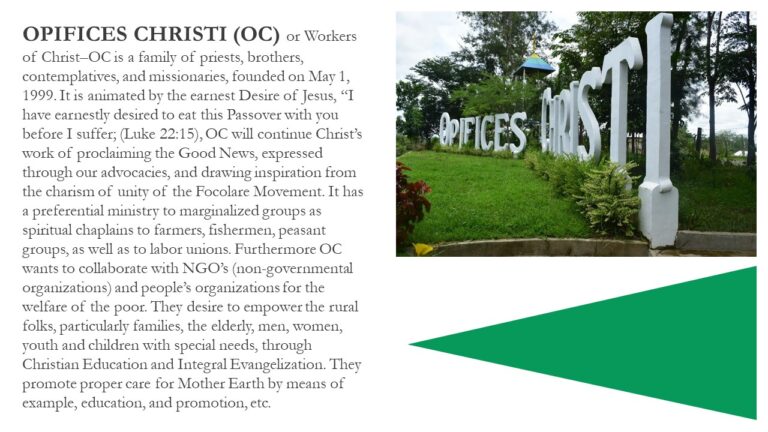 OPIFICES CHRISTI (OC) or Workers
of Christ–OC is a family of priests, brothers,
contemplatives, and missionaries, founded on May 1,
1999. It is animated by the earnest Desire of Jesus, “I
have earnestly desired to eat this Passover with you
before I suffer; (Luke 22:15), OC will continue Christ’s
work of proclaiming the Good News, expressed
through our advocacies, and drawing inspiration from
the charism of unity of the Focolare Movement. It has
a preferential ministry to marginalized groups as
spiritual chaplains to farmers, fishermen, peasant
groups, as well as to labor unions. Furthermore OC
wants to collaborate with NGO’s (non-governmental
organizations) and people’s organizations for the
welfare of the poor. They desire to empower the rural
folks, particularly families, the elderly, men, women,
youth and children with special needs, through
Christian Education and Integral Evangelization. They
promote proper care for Mother Earth by means of
example, education, and promotion, etc.
OPIFICES CHRISTI